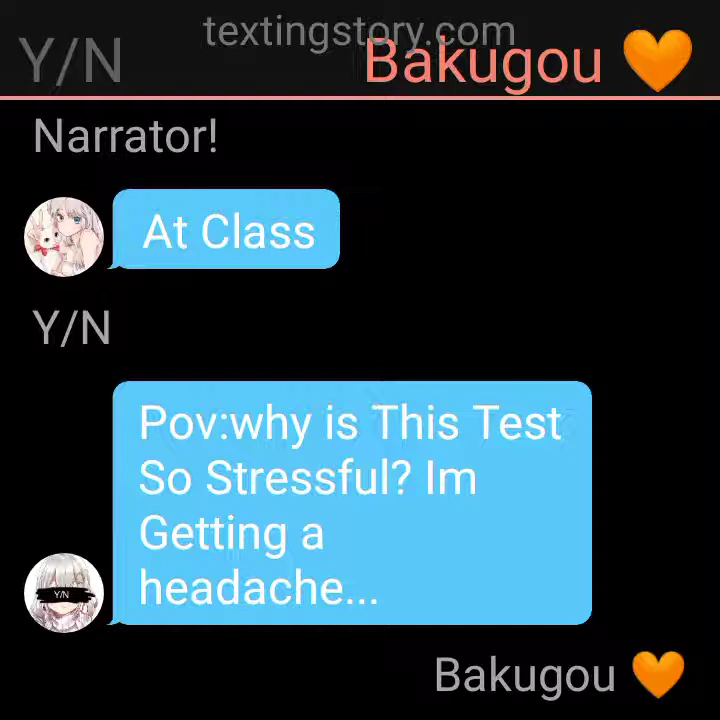 textingstory.com
Y/N Bakugou 🧡
Narrator!
At Class
Y/N
Pov:why is This Test
So Stressful? Im
Getting a
headache...
Y/N
Bakugou 🧡